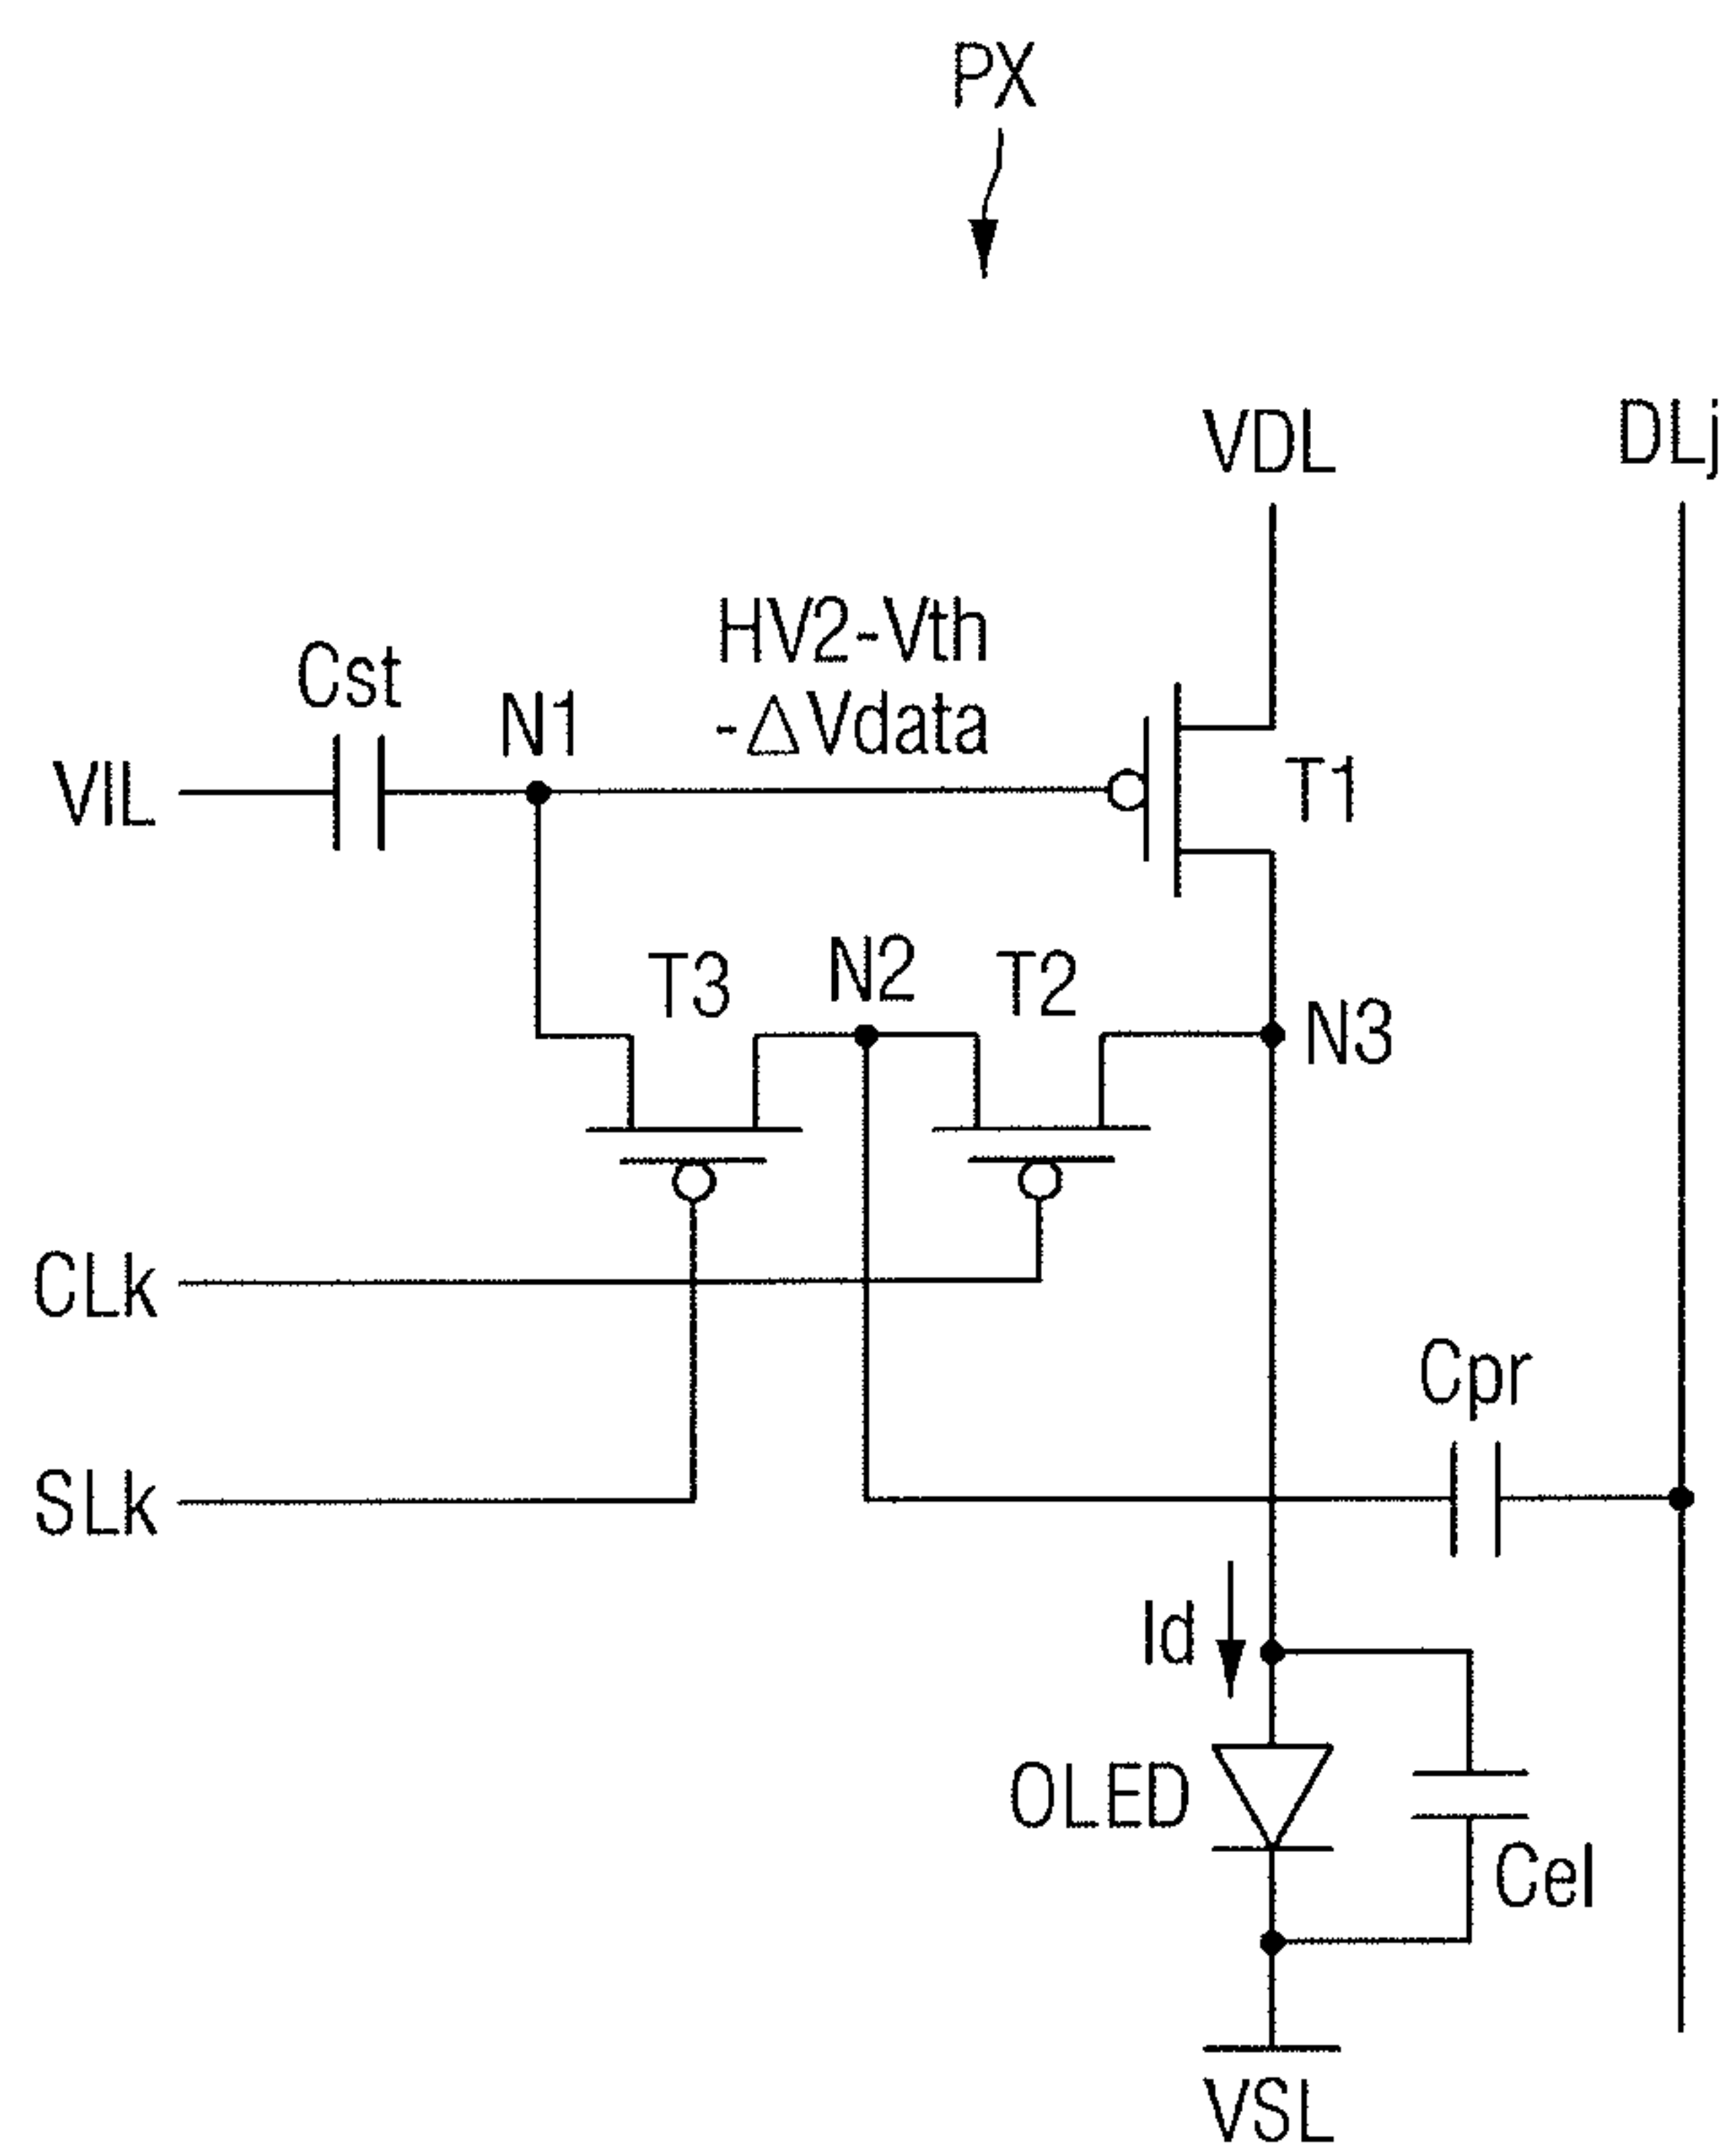 PX
VDL
DLj
HV2-Vth
-△Vdata
Cst
N1
VIL
T1
T3
N2
T2
N3
CLk
Cpr
SLk
Id
OLED
Cel
VSL